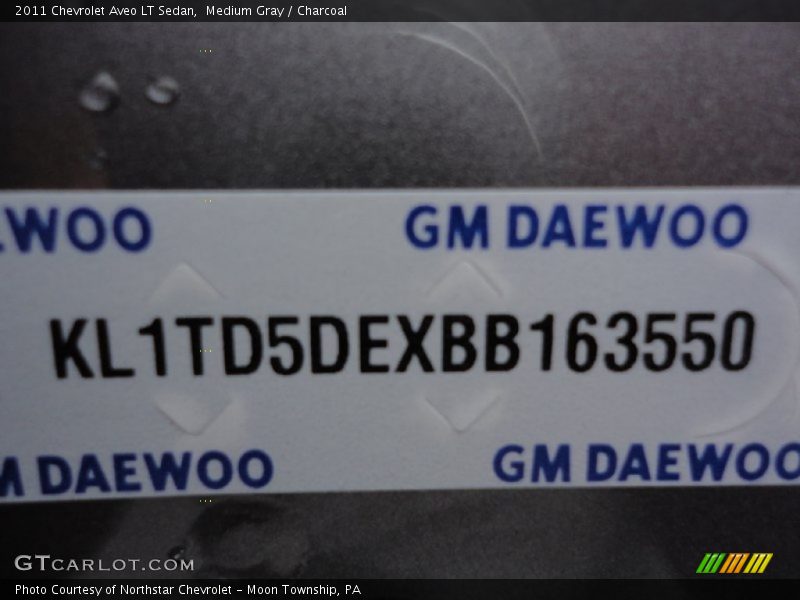 2011 Chevrolet Aveo LT Sedan,  Medium Gray / Charcoal
EWOO GM DAEWOO
KL1TD5DEXBB163550
M DAEWOO GM DAEWOO
GTCARLOT.COM
Photo Courtesy of Northstar Chevrolet - Moon Township, PA